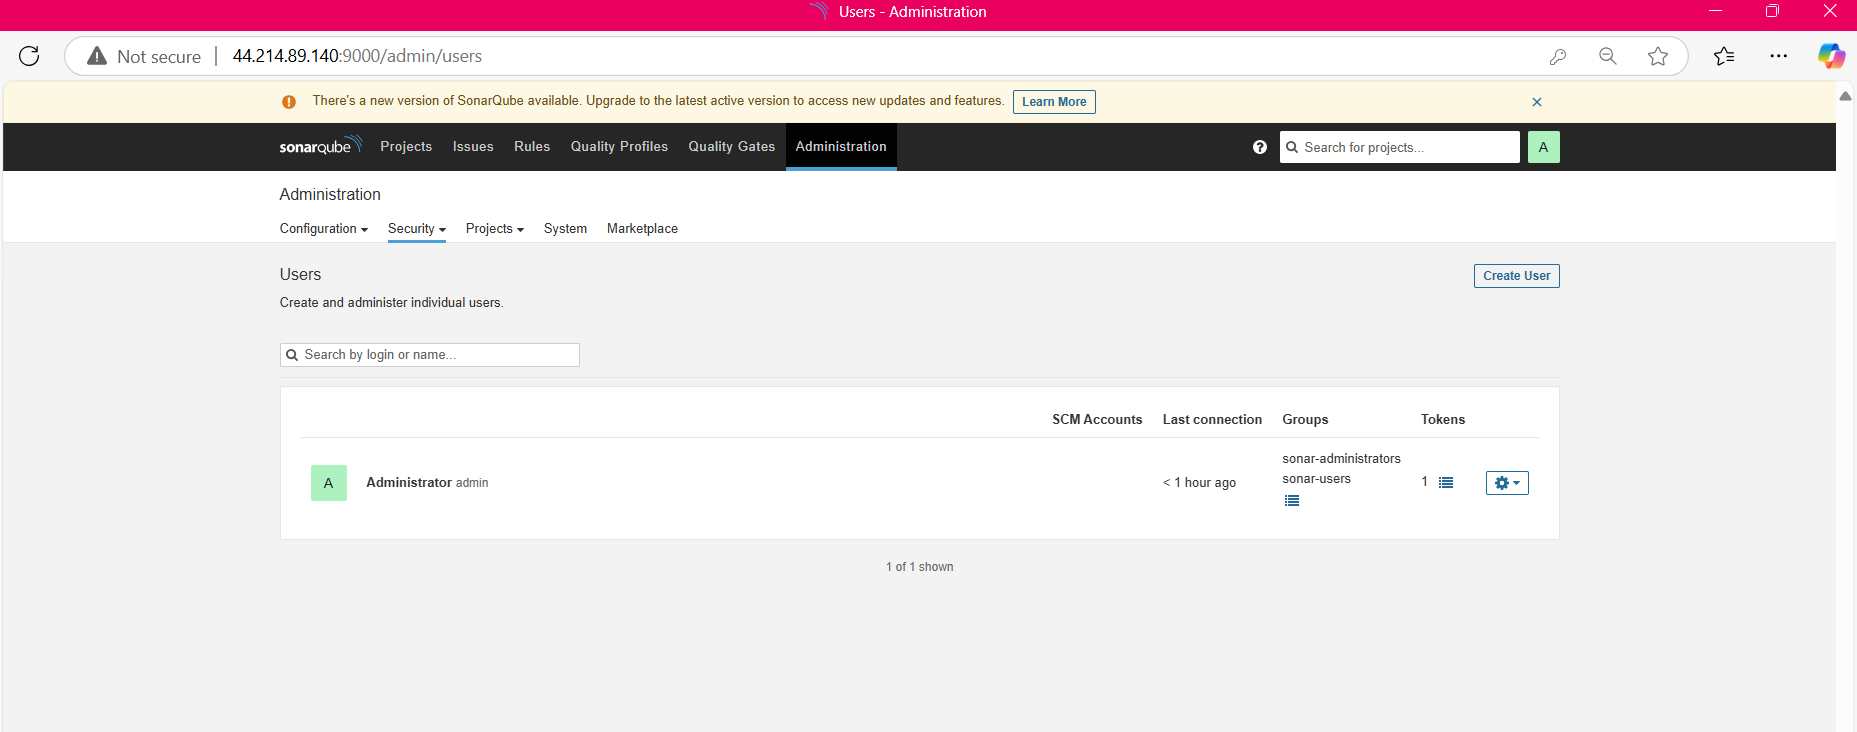 Users - Administration
Not secure 44.214.89.140:9000/admin/users
There's a new version of SonarQube available. Upgrade to the latest active version to access new updates and features. Learn More
sonarqube Projects Issues Rules Quality Profiles Quality Gates Administration Search for projects... A
Administration
Configuration Security Projects System Marketplace
Users Create User
Create and administer individual users.
Search by login or name...
SCM Accounts Last connection Groups Tokens
sonar-administrators
A Administrator admin < 1 hour ago sonar-users 1
1 of 1 shown